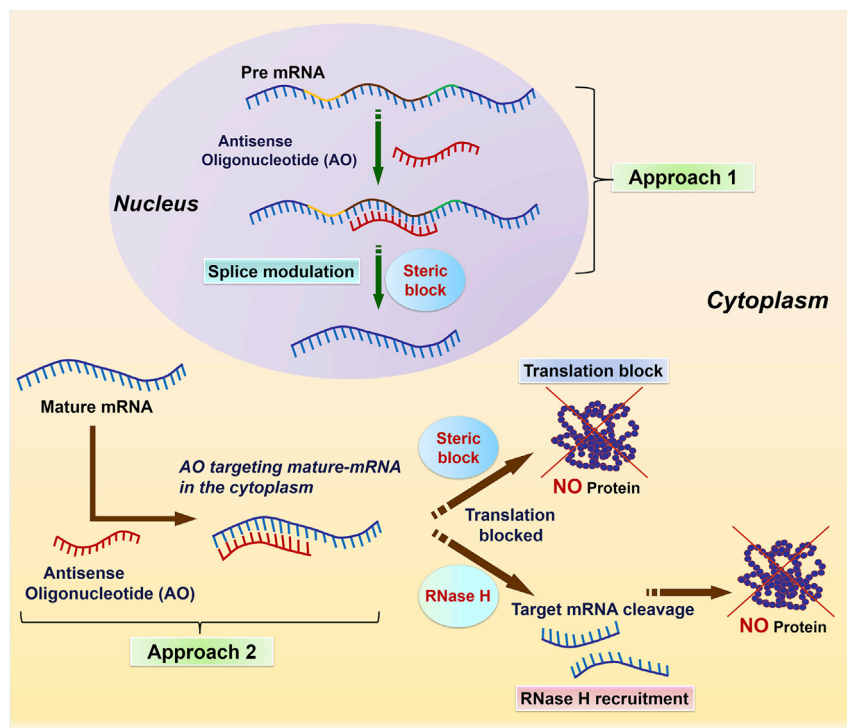 Pre mRNA
Antisense
Oligonucleotide (AO)
Nucleus
Approach 1
Splice modulation
Steric
block
Cytoplasm
Mature mRNA
Translation block
AO targeting mature-mRNA
in the cytoplasm
Steric
block
NO Protein
Translation
blocked
Antisense
Oligonucleotide (AO)
RNase H
Target mRNA cleavage
NO Protein
Approach 2
RNase H recruitment